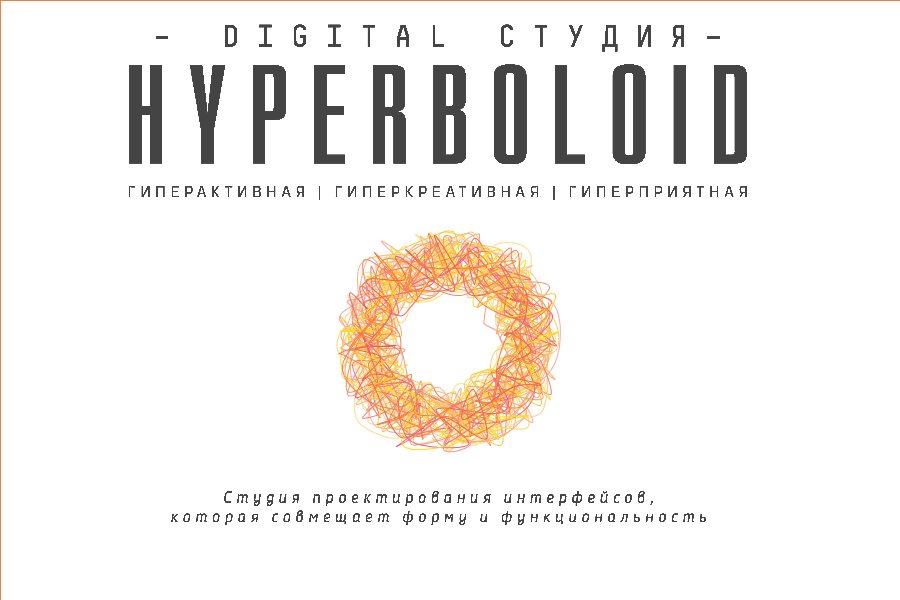 – DIGITAL СТУДИЯ –
HYPERBOLOID
ГИПЕРАКТИВНАЯ | ГИПЕРКРЕАТИВНАЯ | ГИПЕРПРИЯТНАЯ
Студия проектирования интерфейсов,
которая совмещает форму и функциональность